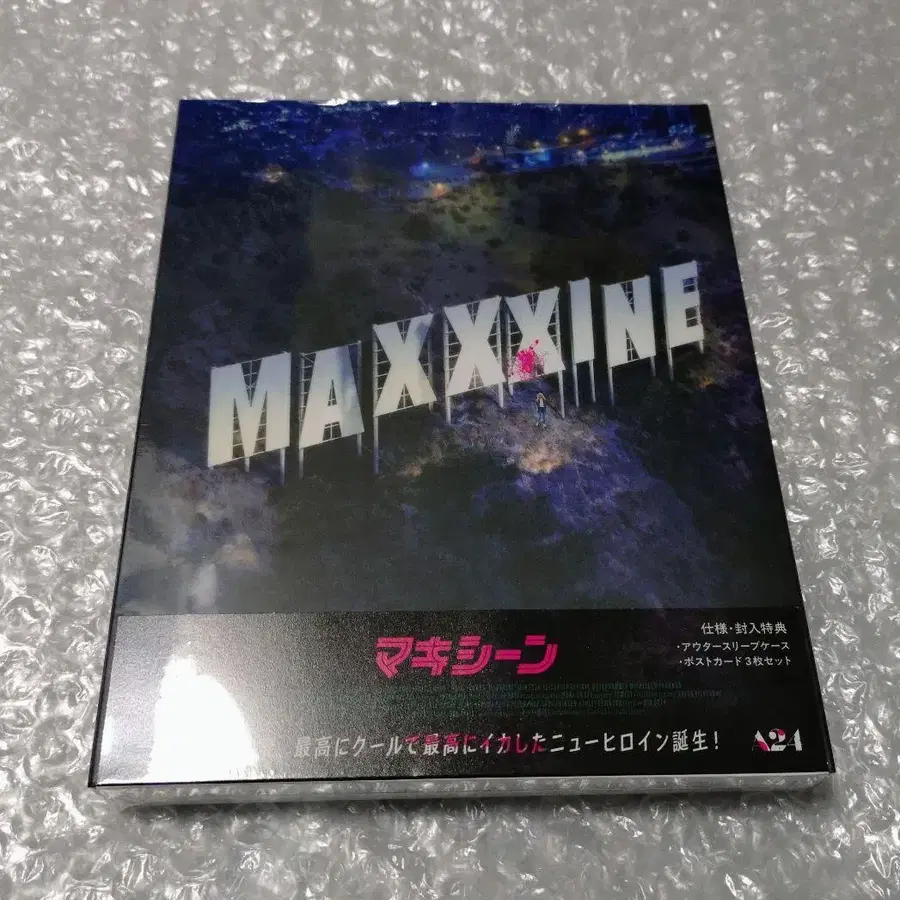 MAXXXINE
マキシーン
仕様・封入特典
・アウタースリーブケース
・ポストカード3枚セット
最高にクールで最高にイカしたニューヒロイン誕生！
A24